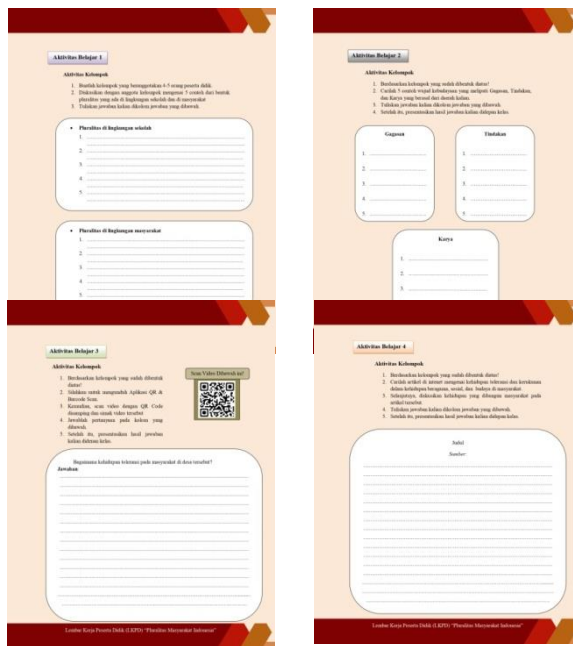 Aktivitas Belajar 1
Aktivitas Kelompok
1. Bentuk kelompok yang beranggotakan 4-5 orang peserta didik.
2. Diskusikan dengan anggota kelompok mengenai 5 contoh dari bentuk
pluralitas yang ada di lingkungan sekolah dan di masyarakat
3. Tuliskan jawaban kalian dikolom jawaban yang dibawah.
• Pluralitas di lingkungan sekolah
1.
2.
3.
4.
5.
• Pluralitas di lingkungan masyarakat
1.
2.
3.
4.
5.
Aktivitas Belajar 2
Aktivitas Kelompok
1. Berdasarkan kelompok yang sudah dibentuk diatas!
2. Carilah 5 contoh wujud kebudayaan yang meliputi Gagasan, Tindakan,
dan Karya yang berasal dari daerah kalian.
3. Tuliskan jawaban kalian dikolom jawaban yang dibawah.
4. Setelah itu, presentasikan hasil jawaban kalian didepan kelas.
Gagasan
1.
2.
3.
4.
5.
Tindakan
1.
2.
3.
4.
5.
Karya
1.
2.
3.
Aktivitas Belajar 3
Aktivitas Kelompok
1. Berdasarkan kelompok yang sudah dibentuk
diatas!
2. Silahkan untuk mengunduh Aplikasi QR &
Barcode Scan.
3. Kemudian, scan video dengan QR Code
disamping dan simak video tersebut
4. Jawablah pertanyaan pada kolom yang
dibawah.
5. Setelah itu, presentasikan hasil jawaban
kalian didepan kelas.
Scan Video Dibawah ini!
Bagaimana kehidupan toleransi pada masyarakat di desa tersebut?
Jawaban:
Lembar Kerja Peserta Didik (LKPD) "Pluralitas Masyarakat Indonesia"
Aktivitas Belajar 4
Aktivitas Kelompok
1. Berdasarkan kelompok yang sudah dibentuk diatas!
2. Carilah artikel di internet mengenai kehidupan toleransi dan kerukunan
dalam kehidupan beragama, sosial, dan budaya di masyarakat.
3. Selanjutnya, diskusikan kehidupan yang dibangun masyarakat pada
artikel tersebut
4. Tuliskan jawaban kalian dikolom jawaban yang dibawah.
5. Setelah itu, presentasikan hasil jawaban kalian didepan kelas.
Judul
Sumber:
Lembar Kerja Peserta Didik (LKPD) "Pluralitas Masyarakat Indonesia"